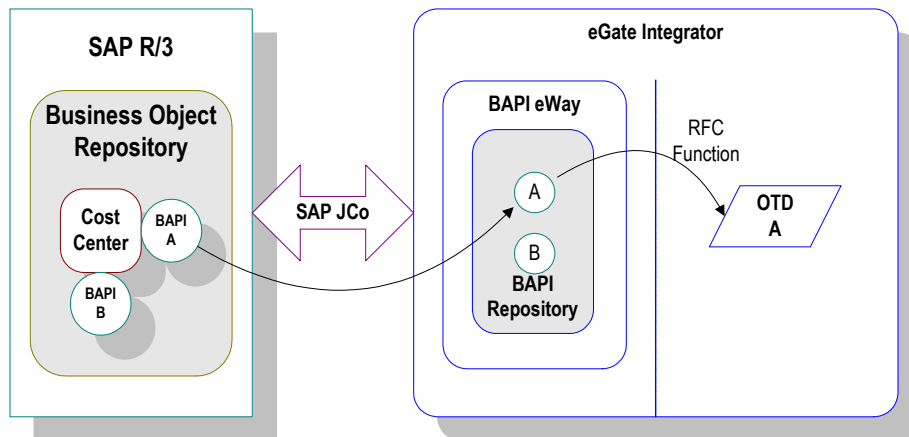 SAP R/3
Business Object
Repository
Cost
Center
BAPI
A
BAPI
B
SAP JCo
eGate Integrator
BAPI eWay
A
B
BAPI
Repository
RFC
Function
OTD
A